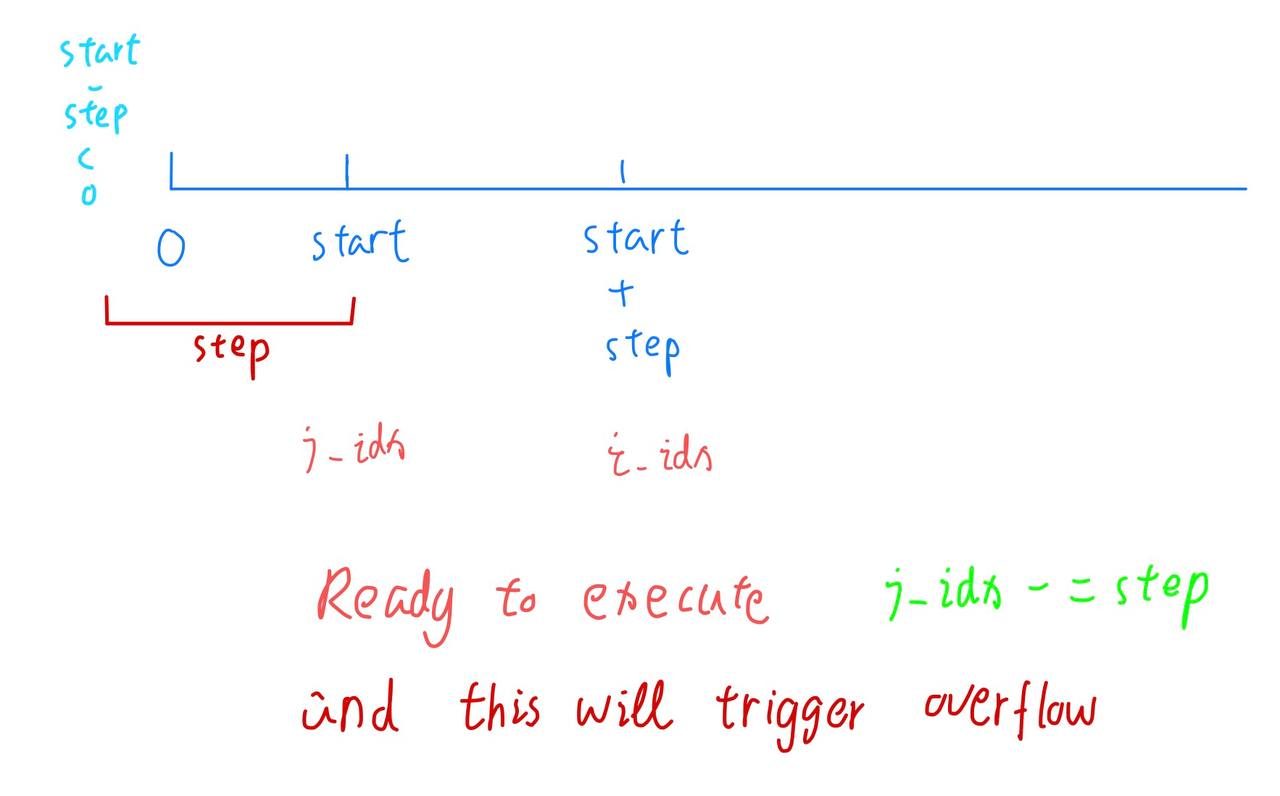 start
-
step
<
0
0 start start
+
step
step
j_idx i_idx
Ready to execute j_idx -= step
and this will trigger overflow